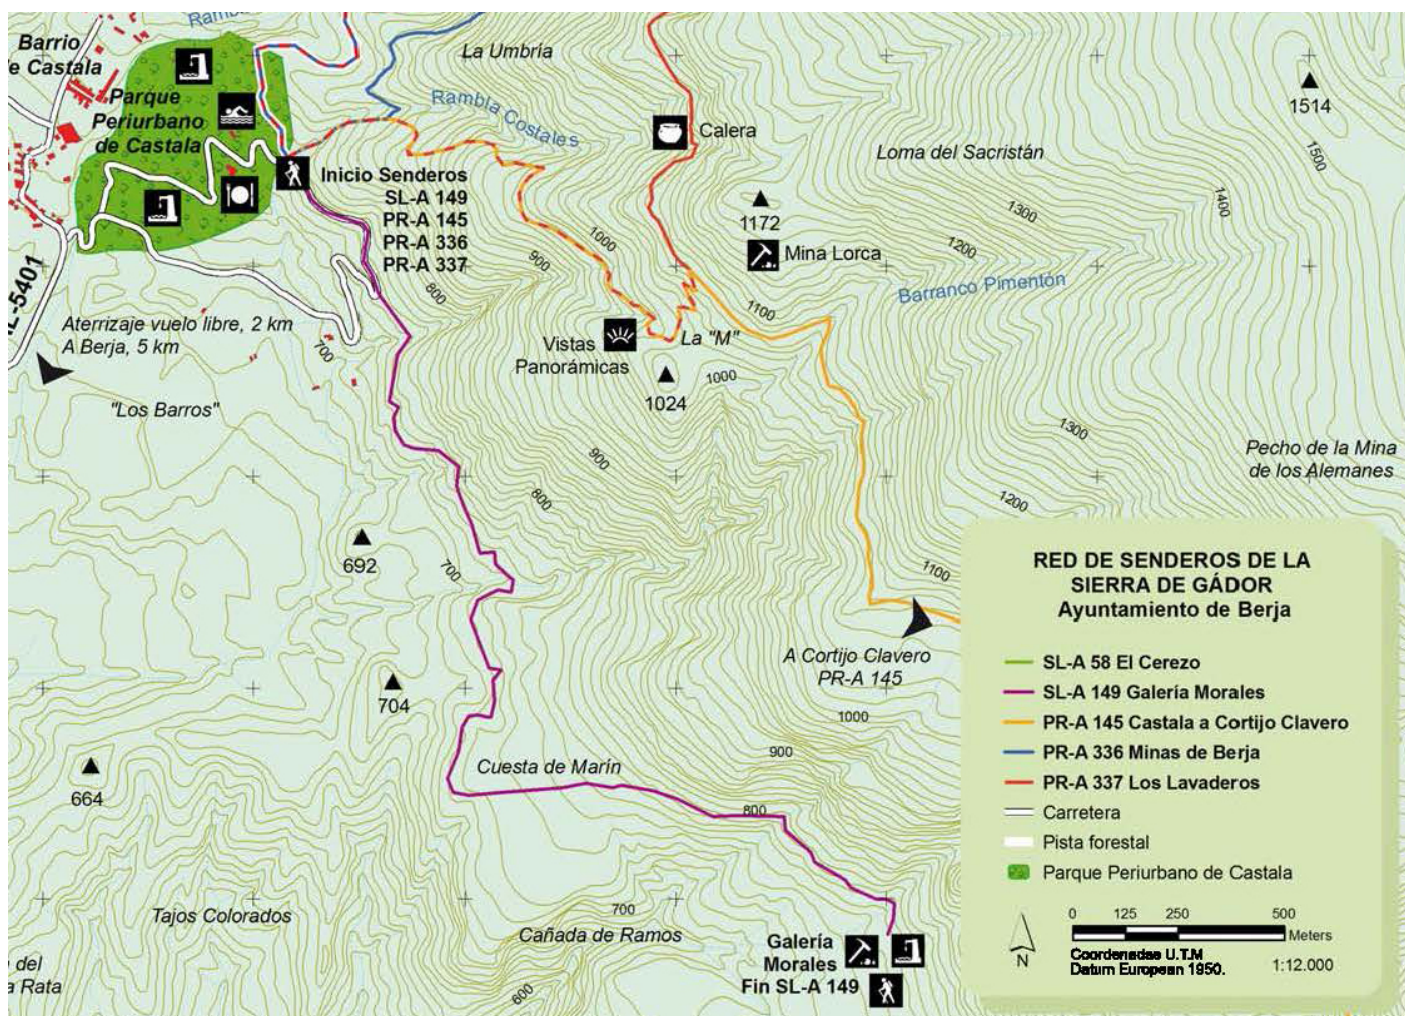 Ramb
Barrio
e Castala
Parque
Periurbano
de Castala
La Umbría
Rambla Costales
Calera
Loma del Sacristán
1514
1500
1400
1300
1200
1172
Mina Lorca
Barranco Pimentón
Inicio Senderos
SL-A 149
PR-A 145
PR-A 336
PR-A 337
1000
900
800
1100
L-5401
Aterrizaje vuelo libre, 2 km
A Berja, 5 km
700
Vistas
Panorámicas
La "M"
1000
1024
"Los Barros"
900
800
1300
Pecho de la Mina
de los Alemanes
1200
1100
692
700
704
664
A Cortijo Clavero
PR-A 145
1000
900
800
Cuesta de Marín
Tajos Colorados
700
Cañada de Ramos
600
del
a Rata
Galería
Morales
Fin SL-A 149
RED DE SENDEROS DE LA
SIERRA DE GÁDOR
Ayuntamiento de Berja
SL-A 58 El Cerezo
SL-A 149 Galería Morales
PR-A 145 Castala a Cortijo Clavero
PR-A 336 Minas de Berja
PR-A 337 Los Lavaderos
Carretera
Pista forestal
Parque Periurbano de Castala
0 125 250 500
Meters
N
Coordenadas U.T.M
Datum European 1950.
1:12.000